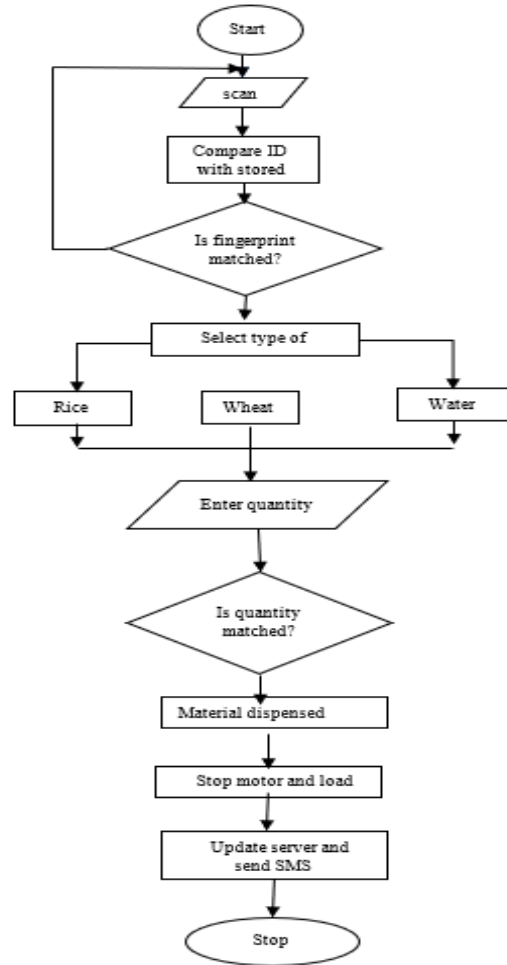 Start
scan
Compare ID
with stored
Is fingerprint
matched?
Select type of
Rice
Wheat
Water
Enter quantity
Is quantity
matched?
Material dispensed
Stop motor and load
Update server and
send SMS
Stop